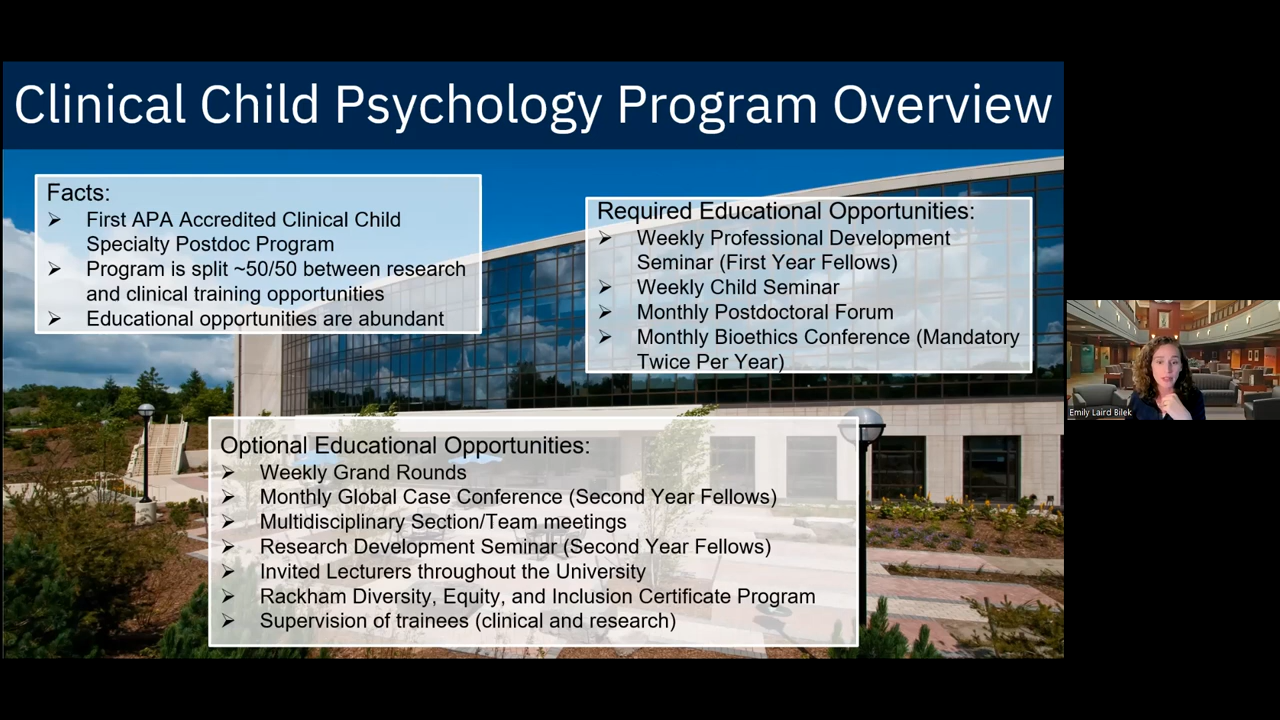 Clinical Child Psychology Program Overview
Facts:
➢ First APA Accredited Clinical Child
Specialty Postdoc Program
➢ Program is split ~50/50 between research
and clinical training opportunities
➢ Educational opportunities are abundant
Required Educational Opportunities:
➢ Weekly Professional Development
Seminar (First Year Fellows)
➢ Weekly Child Seminar
➢ Monthly Postdoctoral Forum
➢ Monthly Bioethics Conference (Mandatory
Twice Per Year)
Optional Educational Opportunities:
➢ Weekly Grand Rounds
➢ Monthly Global Case Conference (Second Year Fellows)
➢ Multidisciplinary Section/Team meetings
➢ Research Development Seminar (Second Year Fellows)
➢ Invited Lecturers throughout the University
➢ Rackham Diversity, Equity, and Inclusion Certificate Program
➢ Supervision of trainees (clinical and research)
Emily Laird Bilek